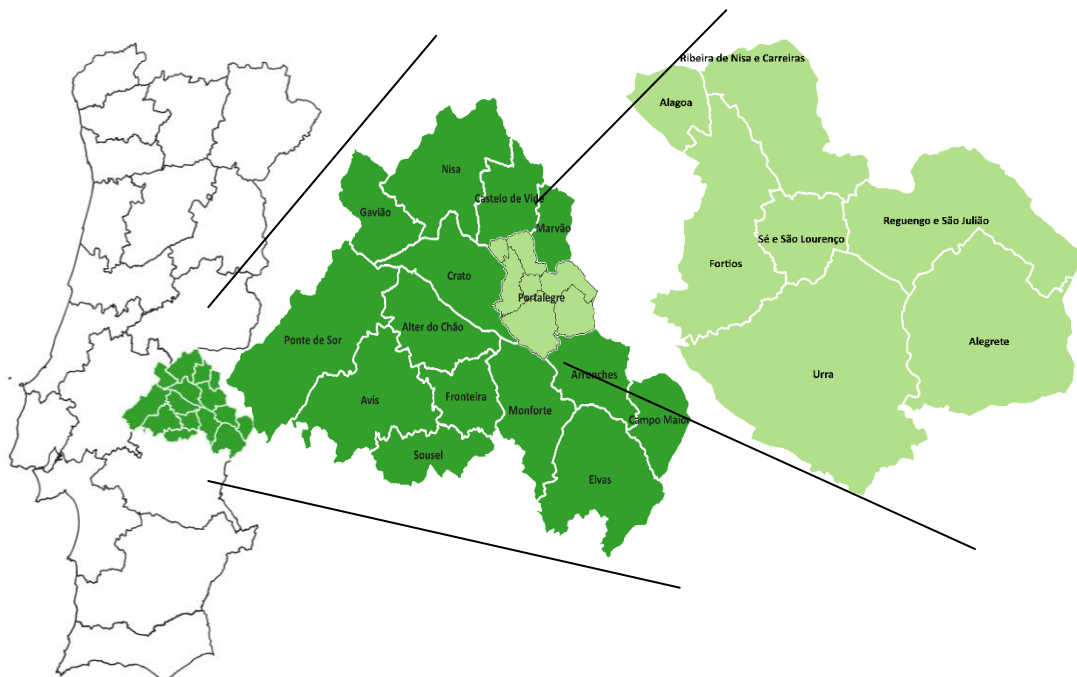 Nisa
Castelo de Vide
Gavião
Marvão
Crato
Portalegre
Alter do Chão
Ponte de Sor
Arronches
Avis
Fronteira
Monforte
Campo Maior
Sousel
Elvas
Ribeira de Nisa e Carreiras
Alagoa
Reguengo e São Julião
Sé e São Lourenço
Fortios
Alegrete
Urra